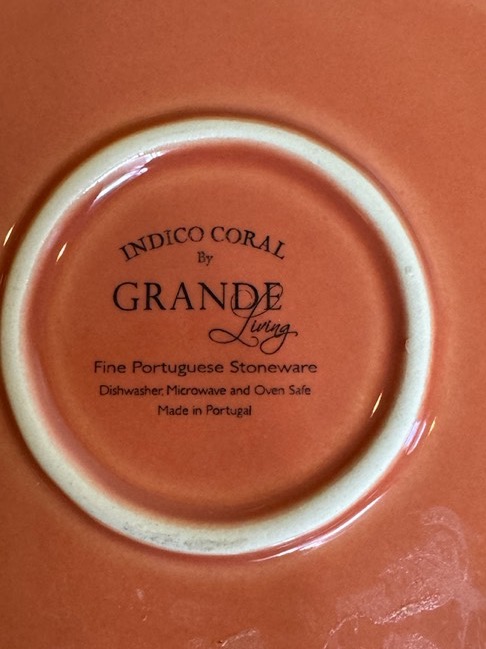 INDICO CORAL
By
GRANDE
Living
Fine Portuguese Stoneware
Dishwasher, Microwave and Oven Safe
Made in Portugal